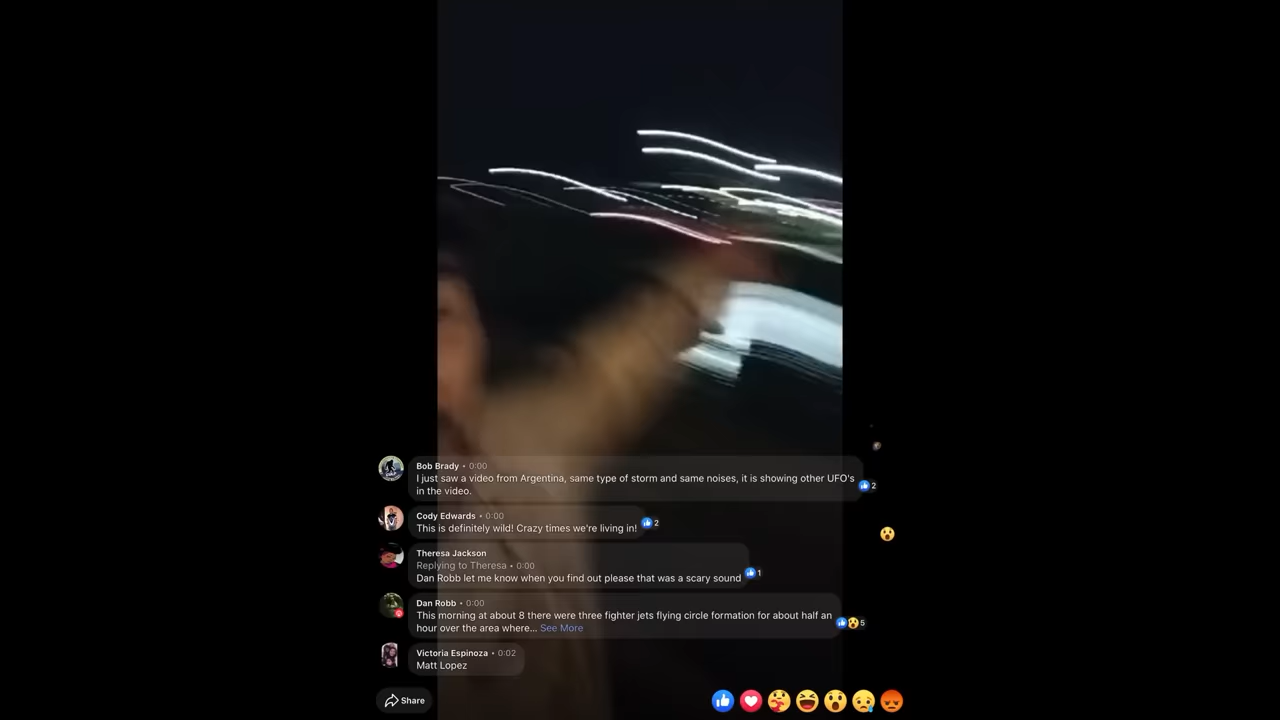 Bob Brady • 0:00
I just saw a video from Argentina, same type of storm and same noises, it is showing other UFO's
in the video.
2
Cody Edwards • 0:00
This is definitely wild! Crazy times we're living in!
2
Theresa Jackson
Replying to Theresa • 0:00
Dan Robb let me know when you find out please that was a scary sound
1
Dan Robb • 0:00
This morning at about 8 there were three fighter jets flying circle formation for about half an
hour over the area where... See More
5
Victoria Espinoza • 0:02
Matt Lopez
Share